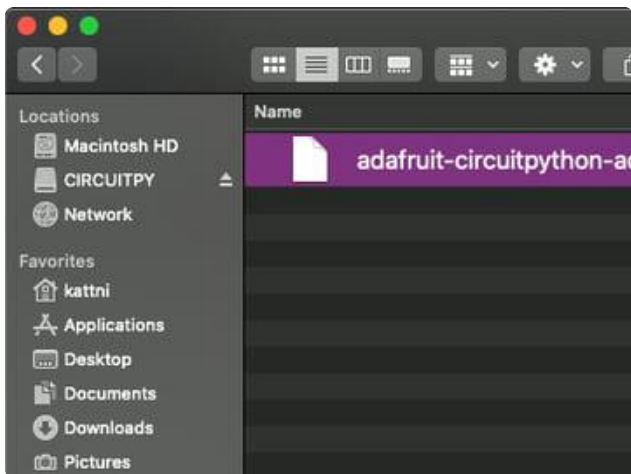 Locations
Macintosh HD
CIRCUITPY
Network
Favorites
kattni
Applications
Desktop
Documents
Downloads
Pictures
Name
adafruit-circuitpython-